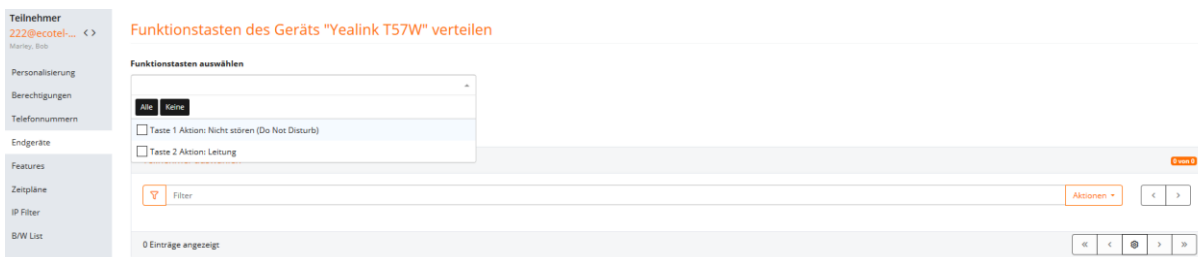 Teilnehmer
222@ecotel-...
Marley, Bob
Personalisierung
Berechtigungen
Telefonnummern
Endgeräte
Features
Zeitpläne
IP Filter
B/W List
Funktionstasten des Geräts "Yealink T57W" verteilen
Funktionstasten auswählen
Alle Keine
Taste 1 Aktion: Nicht stören (Do Not Disturb)
Taste 2 Aktion: Leitung
0 von 0
Filter
Aktionen
0 Einträge angezeigt